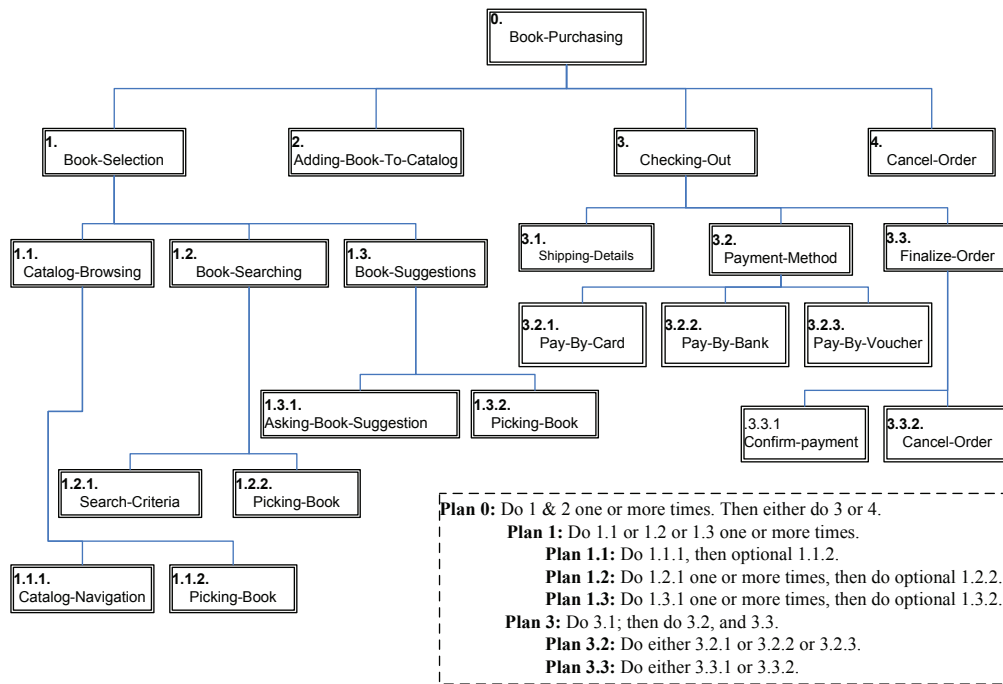 0.
Book-Purchasing
1.
Book-Selection
2.
Adding-Book-To-Catalog
3.
Checking-Out
4.
Cancel-Order
1.1.
Catalog-Browsing
1.2.
Book-Searching
1.3.
Book-Suggestions
3.1.
Shipping-Details
3.2.
Payment-Method
3.3.
Finalize-Order
3.2.1.
Pay-By-Card
3.2.2.
Pay-By-Bank
3.2.3.
Pay-By-Voucher
1.3.1.
Asking-Book-Suggestion
1.3.2.
Picking-Book
.3.3.1
Confirm-payment
3.3.2.
Cancel-Order
1.2.1.
Search-Criteria
1.2.2.
Picking-Book
1.1.1.
Catalog-Navigation
1.1.2.
Picking-Book
Plan 0: Do 1 & 2 one or more times. Then either do 3 or 4.
Plan 1: Do 1.1 or 1.2 or 1.3 one or more times.
Plan 1.1: Do 1.1.1, then optional 1.1.2.
Plan 1.2: Do 1.2.1 one or more times, then do optional 1.2.2.
Plan 1.3: Do 1.3.1 one or more times, then do optional 1.3.2.
Plan 3: Do 3.1; then do 3.2, and 3.3.
Plan 3.2: Do either 3.2.1 or 3.2.2 or 3.2.3.
Plan 3.3: Do either 3.3.1 or 3.3.2.